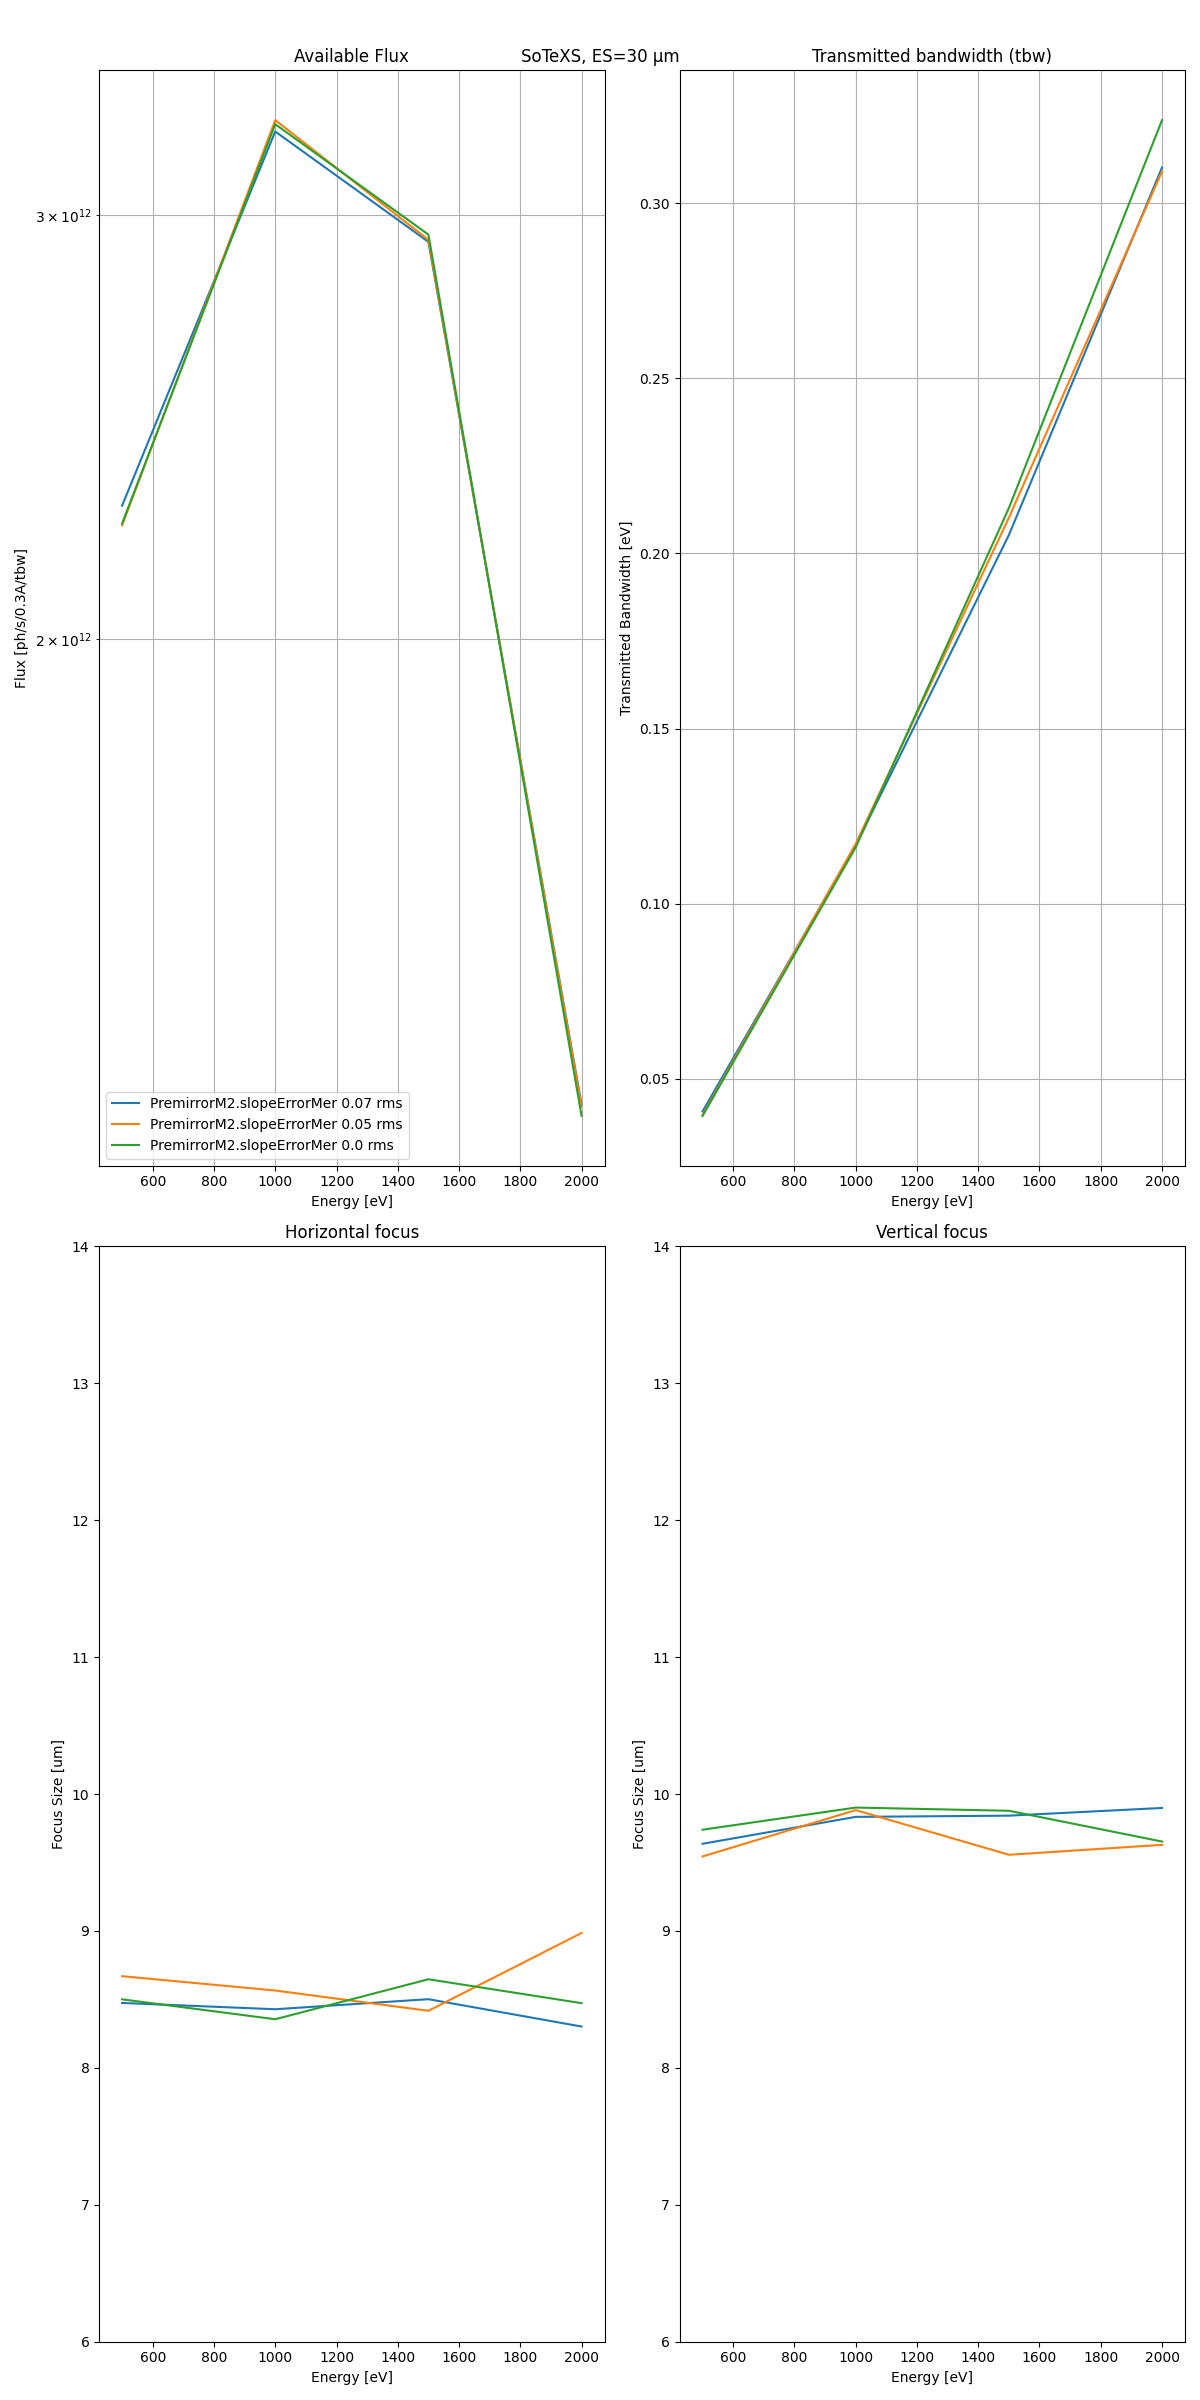 SoTeXS, ES=30 µm
Available Flux
Flux [ph/s/0.3A/tbw]
3 × 10¹²
2 × 10¹²
PremirrorM2.slopeErrorMer 0.07 rms
PremirrorM2.slopeErrorMer 0.05 rms
PremirrorM2.slopeErrorMer 0.0 rms
600 800 1000 1200 1400 1600 1800 2000
Energy [eV]
Transmitted bandwidth (tbw)
Transmitted Bandwidth [eV]
0.30
0.25
0.20
0.15
0.10
0.05
600 800 1000 1200 1400 1600 1800 2000
Energy [eV]
Horizontal focus
Focus Size [um]
14
13
12
11
10
9
8
7
6
600 800 1000 1200 1400 1600 1800 2000
Energy [eV]
Vertical focus
Focus Size [um]
14
13
12
11
10
9
8
7
6
600 800 1000 1200 1400 1600 1800 2000
Energy [eV]